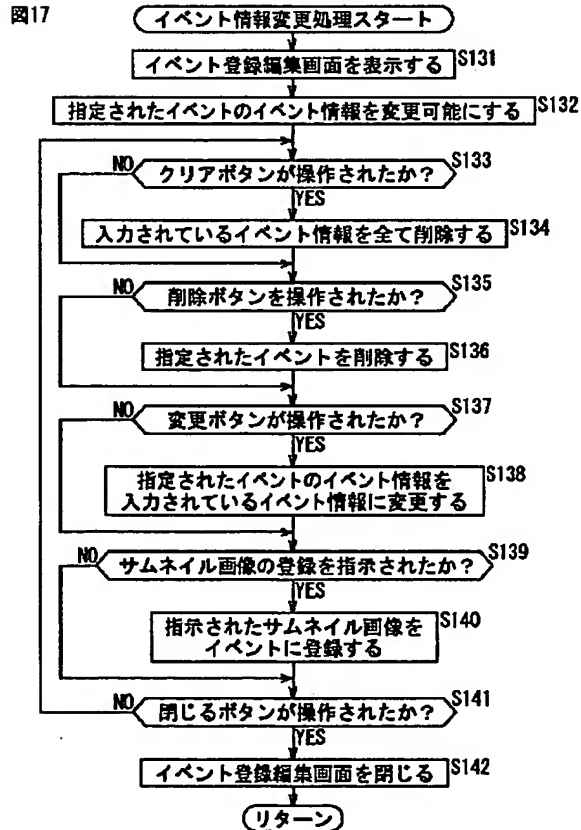 図17
イベント情報変更処理スタート
イベント登録編集画面を表示する S131
指定されたイベントのイベント情報を変更可能にする S132
NO クリアボタンが操作されたか? S133
YES
入力されているイベント情報を全て削除する S134
NO 削除ボタンを操作されたか? S135
YES
指定されたイベントを削除する S136
NO 変更ボタンが操作されたか? S137
YES
指定されたイベントのイベント情報を S138
入力されているイベント情報に変更する
NO サムネイル画像の登録を指示されたか? S139
YES
指示されたサムネイル画像を S140
イベントに登録する
NO 閉じるボタンが操作されたか? S141
YES
イベント登録編集画面を閉じる S142
リターン